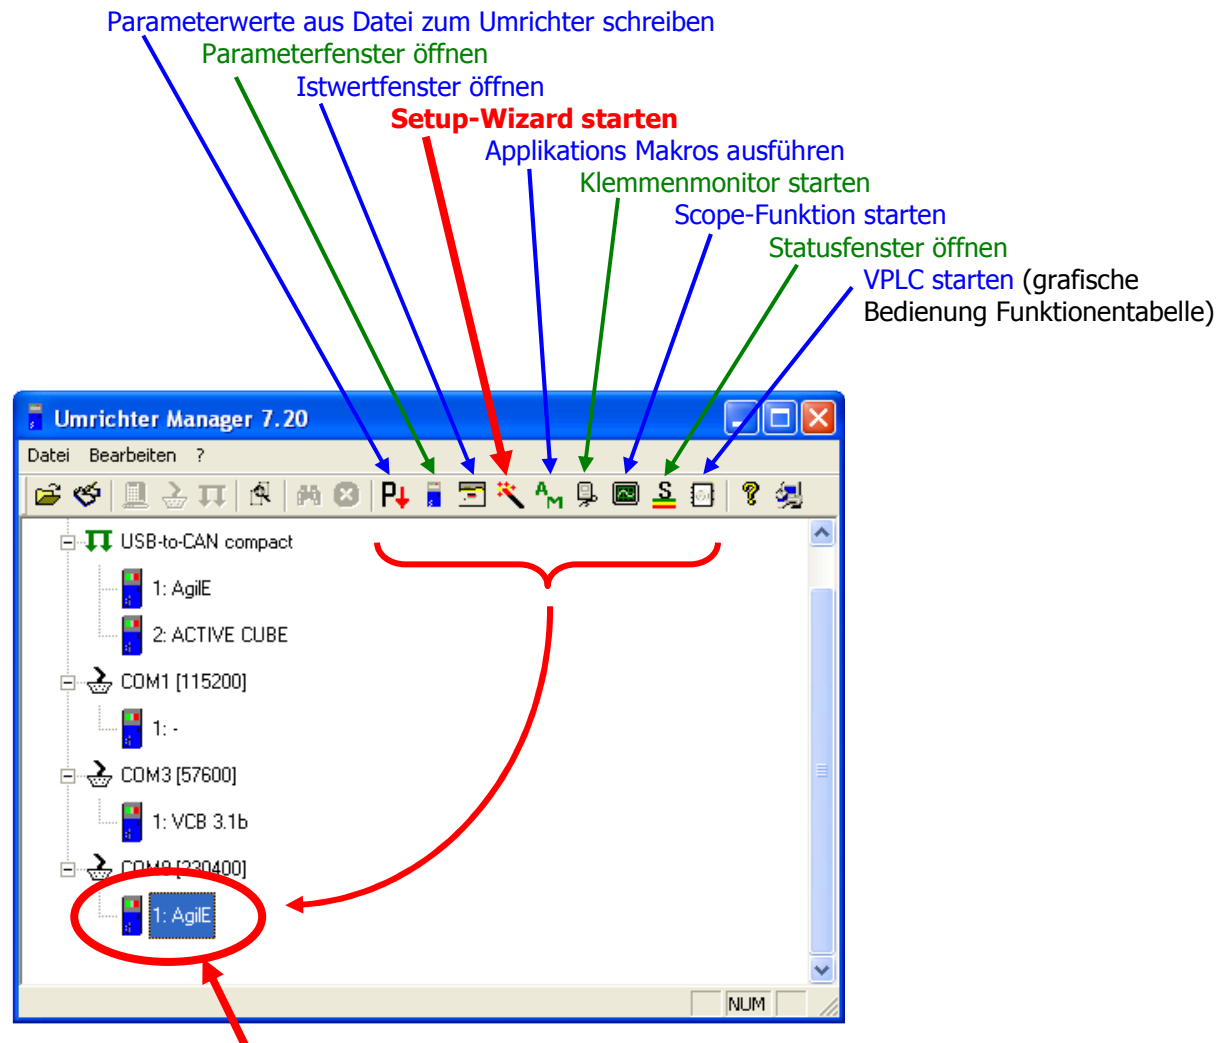 Parameterwerte aus Datei zum Umrichter schreiben
Parameterfenster öffnen
Istwertfenster öffnen
Setup-Wizard starten
Applikations Makros ausführen
Klemmenmonitor starten
Scope-Funktion starten
Statusfenster öffnen
VPLC starten (grafische
Bedienung Funktionentabelle)
Umrichter Manager 7.20
Datei Bearbeiten ?
P AM S ?
USB-to-CAN compact
1: AgilE
2: ACTIVE CUBE
COM1 [115200]
1: -
COM3 [57600]
1: VCB 3.1b
[230400]
1: AgilE
NUM